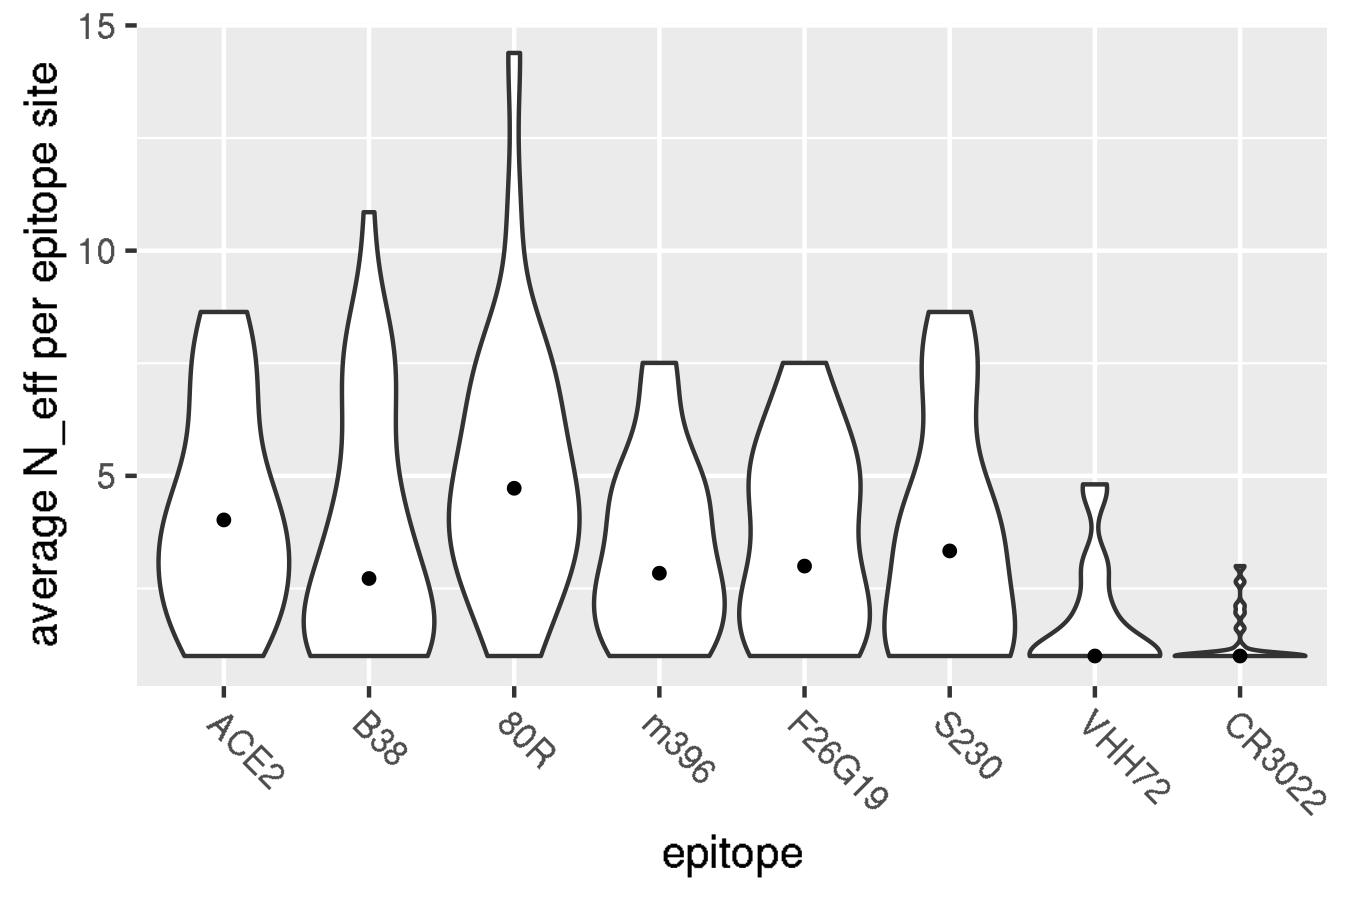 average N_eff per epitope site
15
10
5
ACE2
B38
80R
m396
F26G19
S230
VHH72
CR3022
epitope